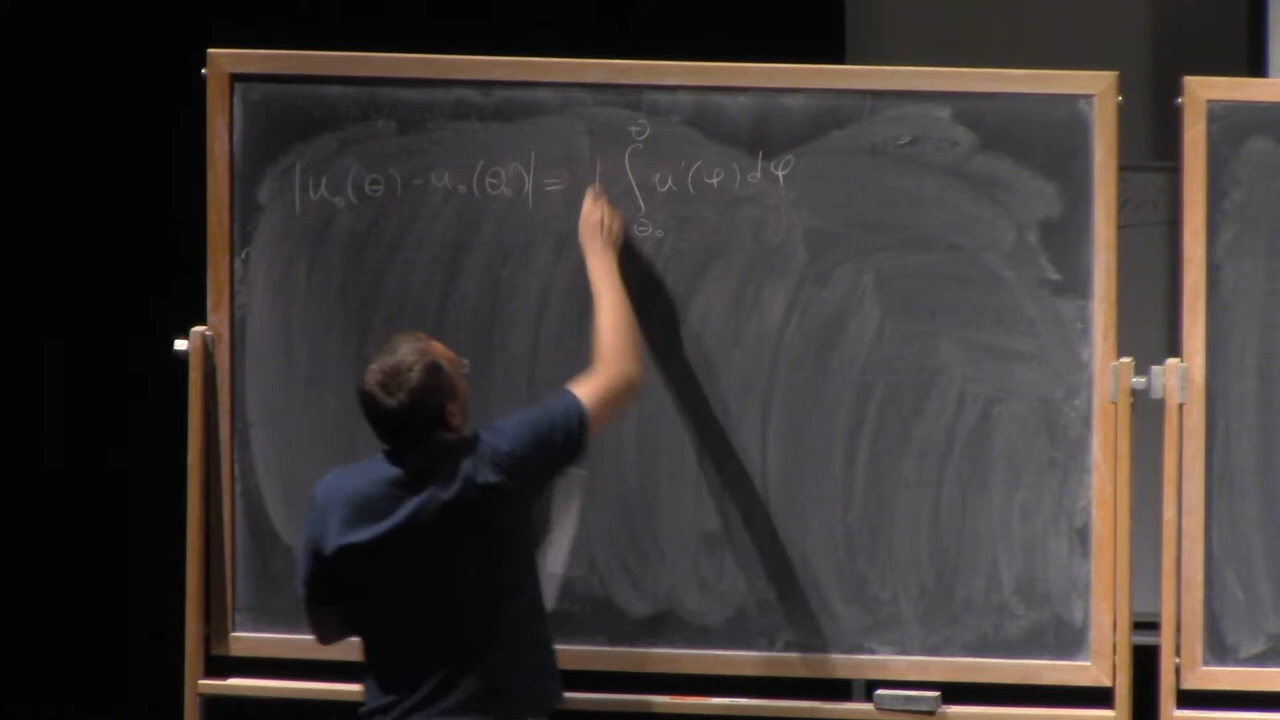 |u₀(θ) - u₀(θ₀)| = | ∫_{θ₀}^{θ} u'(φ) dφ